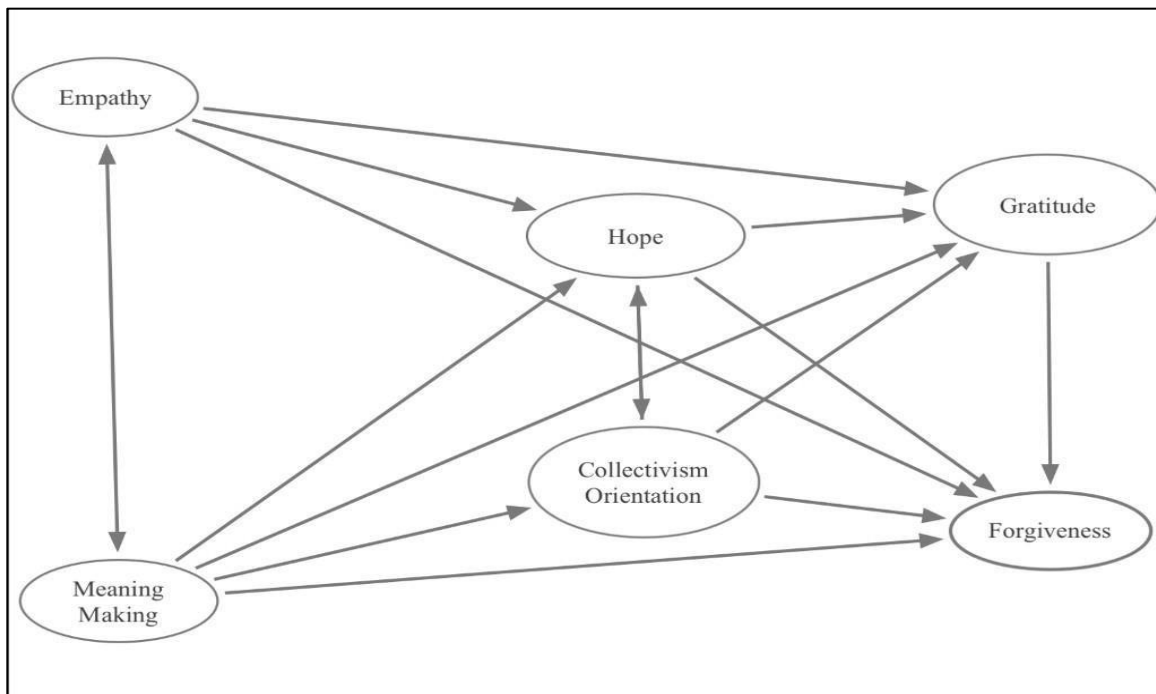 Empathy
Gratitude
Hope
Collectivism
Orientation
Forgiveness
Meaning
Making